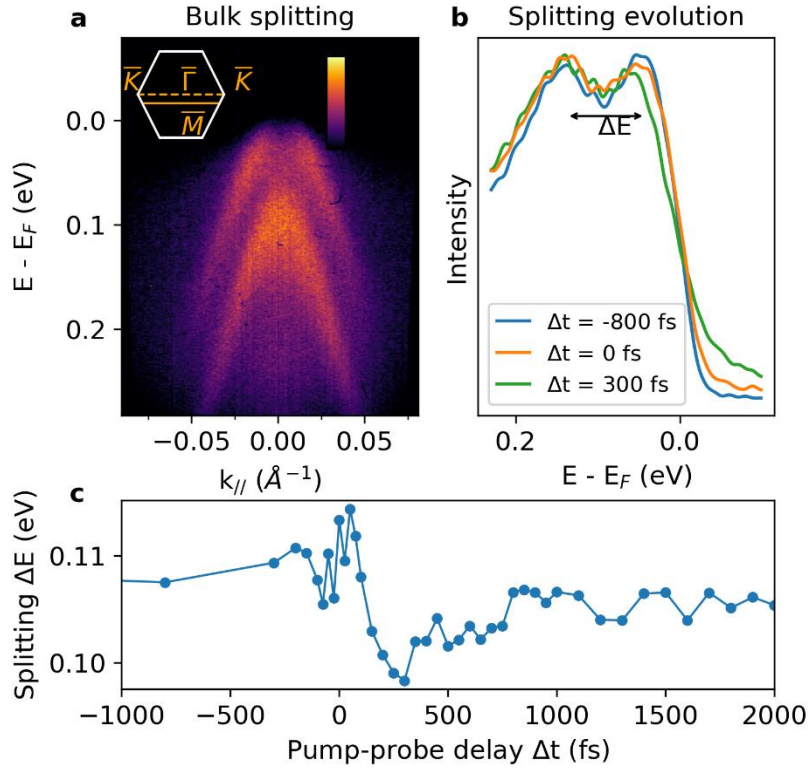 a Bulk splitting
K̅ Γ̅ K̅
M̅
E - E_F (eV)
0.0
0.1
0.2
−0.05 0.00 0.05
k_// (Å⁻¹)
b Splitting evolution
ΔE
Intensity
Δt = -800 fs
Δt = 0 fs
Δt = 300 fs
0.2 0.0
E - E_F (eV)
c
Splitting ΔE (eV)
0.11
0.10
−1000 −500 0 500 1000 1500 2000
Pump-probe delay Δt (fs)